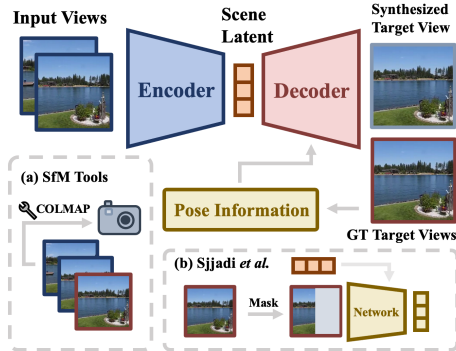 Input Views
Scene
Latent
Synthesized
Target View
Encoder
Decoder
(a) SfM Tools
COLMAP
Pose Information
GT Target Views
(b) Sjjadi et al.
Mask
Network